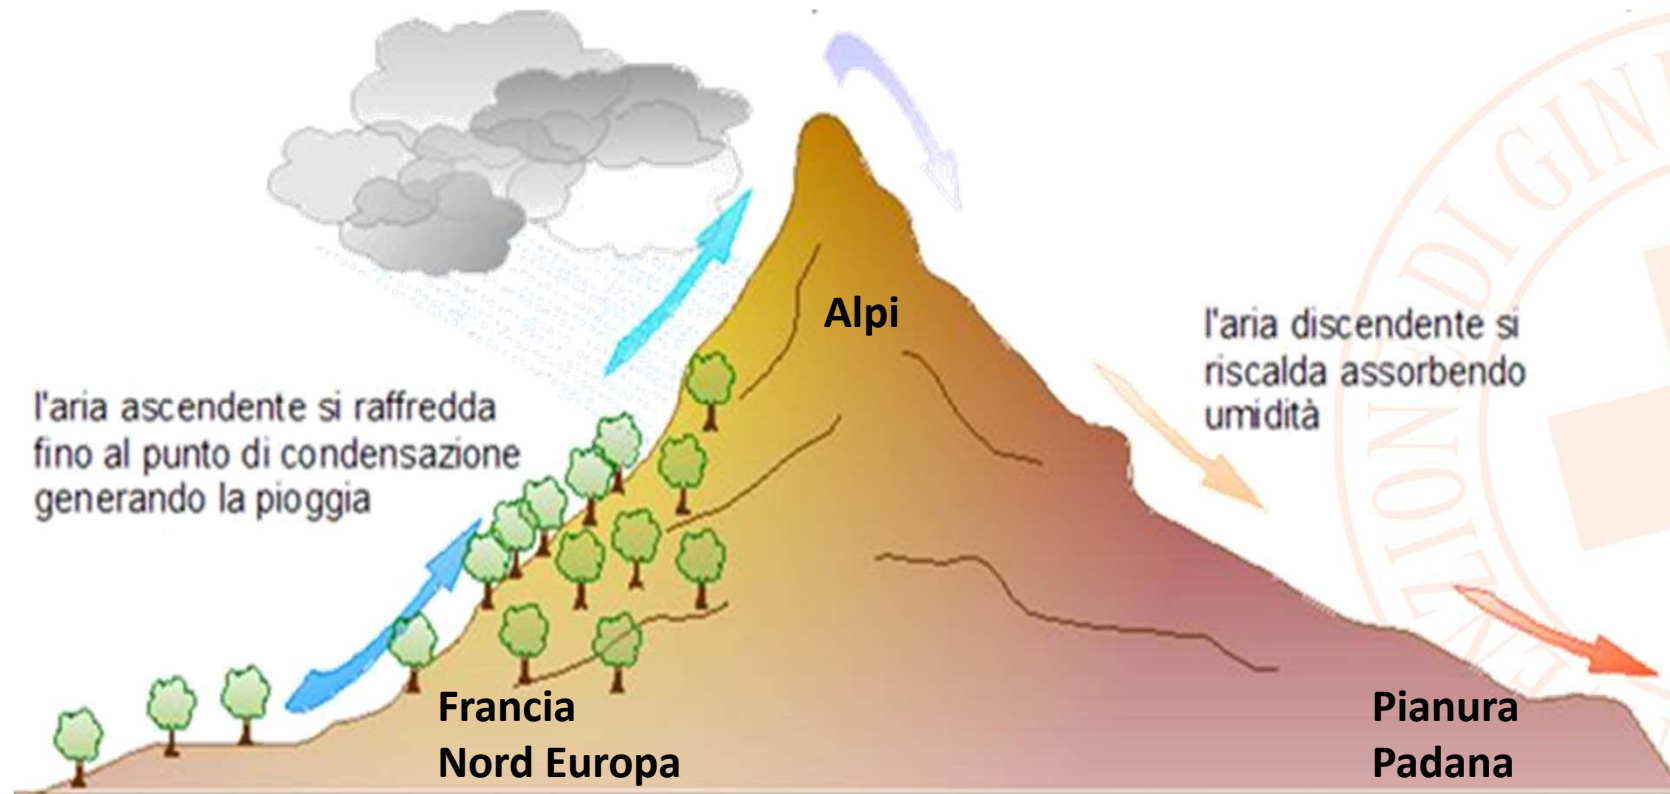 l'aria ascendente si raffredda
fino al punto di condensazione
generando la pioggia
Alpi
l'aria discendente si
riscalda assorbendo
umidità
Francia
Nord Europa
Pianura
Padana